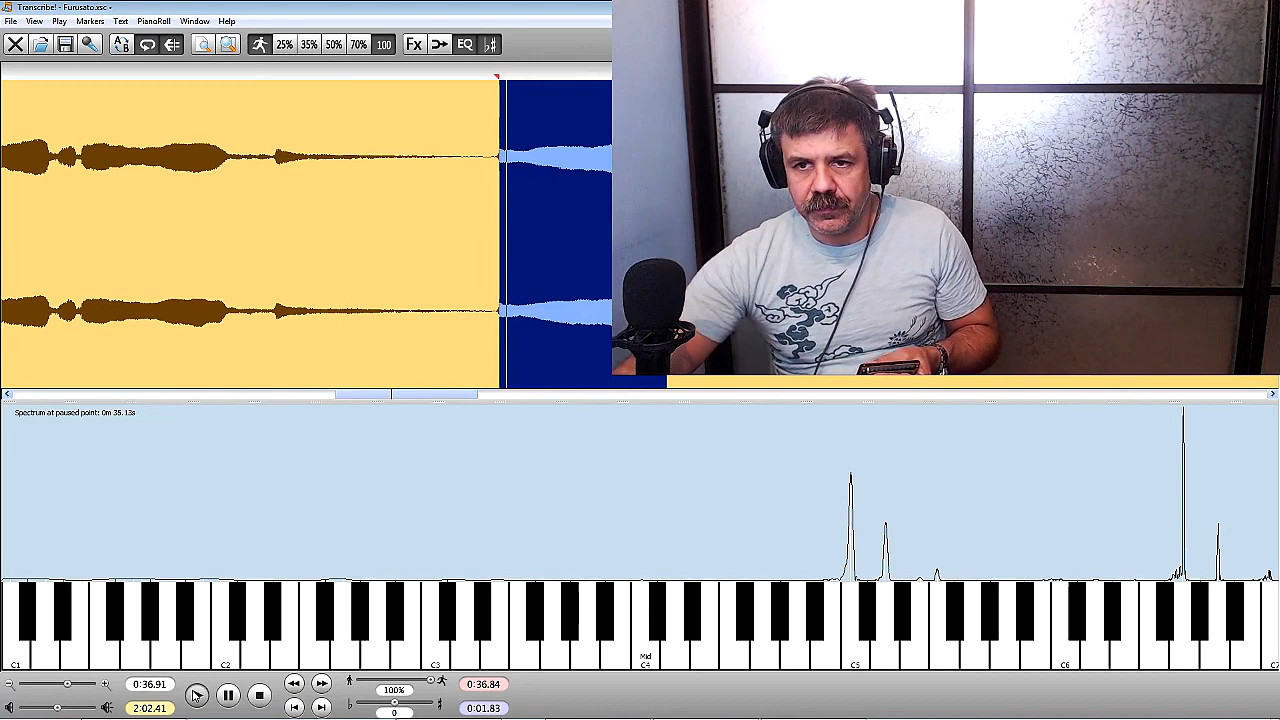 Transcribe! - Furusato.xsc -
File View Play Markers Text PianoRoll Window Help
25% 35% 50% 70% 100 Fx EQ
Spectrum at paused point: 0m 35.13s
Mid
C1 C2 C3 C4 C5 C6 C7
0:36.91 100% 0:36.84
2:02.41 0 0:01.83